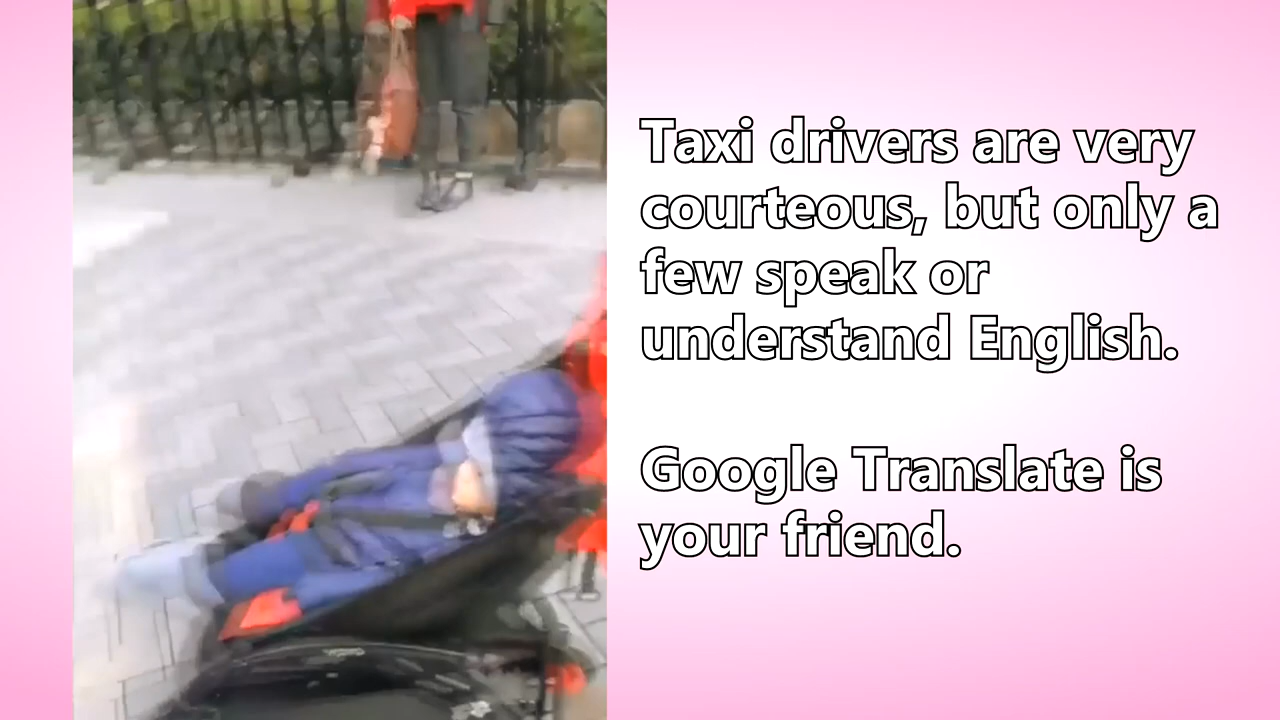 Taxi drivers are very
courteous, but only a
few speak or
understand English.
Google Translate is
your friend.